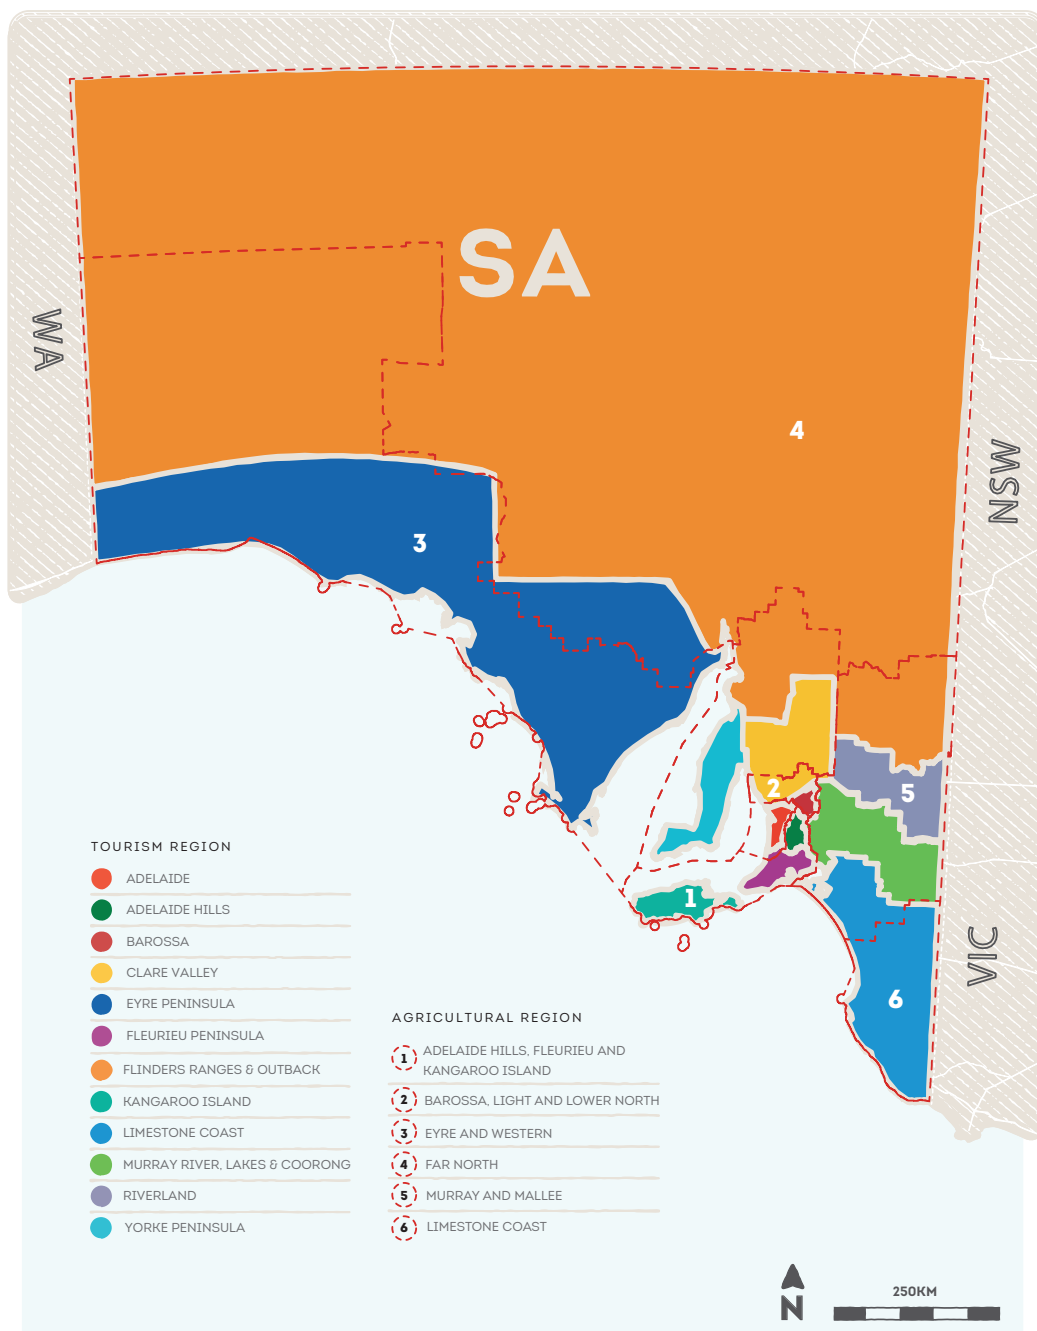 SA
WA
4
NSW
3
2
5
1
VIC
6
TOURISM REGION
ADELAIDE
ADELAIDE HILLS
BAROSSA
CLARE VALLEY
EYRE PENINSULA
FLEURIEU PENINSULA
FLINDERS RANGES & OUTBACK
KANGAROO ISLAND
LIMESTONE COAST
MURRAY RIVER, LAKES & COORONG
RIVERLAND
YORKE PENINSULA
AGRICULTURAL REGION
1 ADELAIDE HILLS, FLEURIEU AND
KANGAROO ISLAND
2 BAROSSA, LIGHT AND LOWER NORTH
3 EYRE AND WESTERN
4 FAR NORTH
5 MURRAY AND MALLEE
6 LIMESTONE COAST
N
250KM